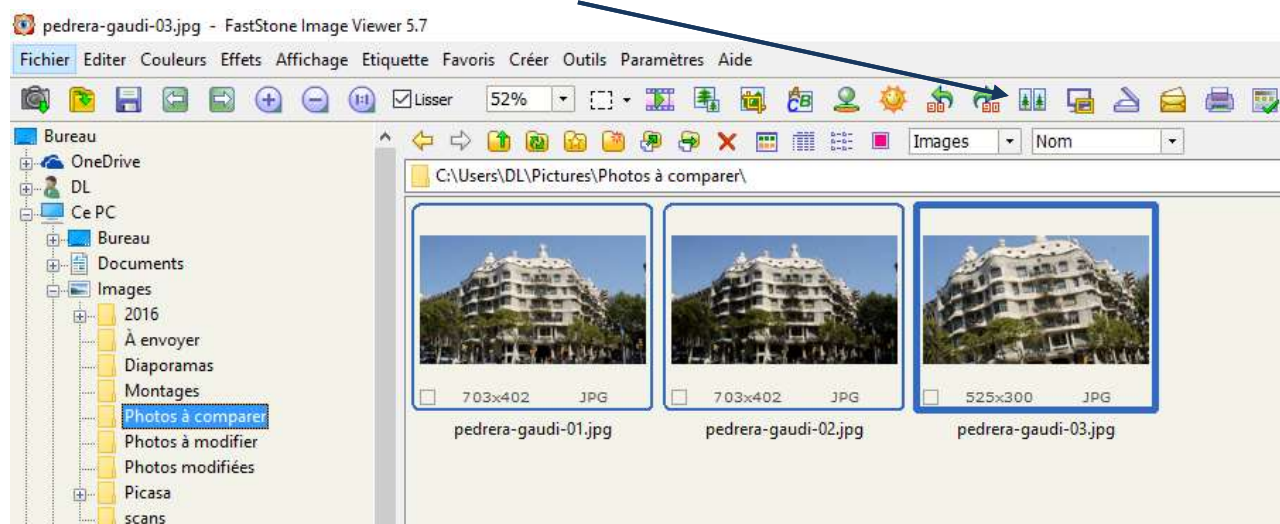 pedrera-gaudi-03.jpg - FastStone Image Viewer 5.7
Fichier Editer Couleurs Effets Affichage Etiquette Favoris Créer Outils Paramètres Aide
1:1 Lisser 52% CB
Bureau
Images Nom
OneDrive
C:\Users\DL\Pictures\Photos à comparer\
DL
Ce PC
Bureau
Documents
Images
2016
À envoyer
Diaporamas
Montages
Photos à comparer
Photos à modifier
Photos modifiées
Picasa
scans
703x402 JPG
pedrera-gaudi-01.jpg
703x402 JPG
pedrera-gaudi-02.jpg
525x300 JPG
pedrera-gaudi-03.jpg